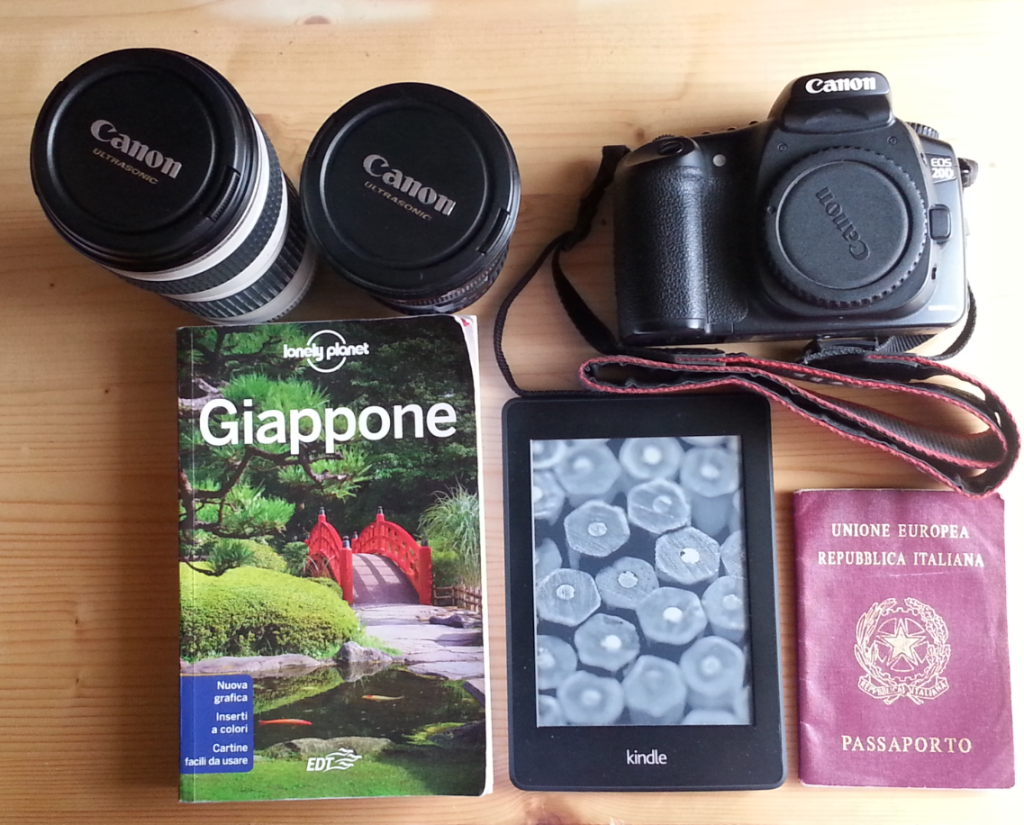 Canon
ULTRASONIC
Canon
ULTRASONIC
Canon
EOS
20D
Canon
lonely planet
Giappone
Nuova
grafica
Inserti
a colori
Cartine
facili da usare
EDT
kindle
UNIONE EUROPEA
REPUBBLICA ITALIANA
PASSAPORTO